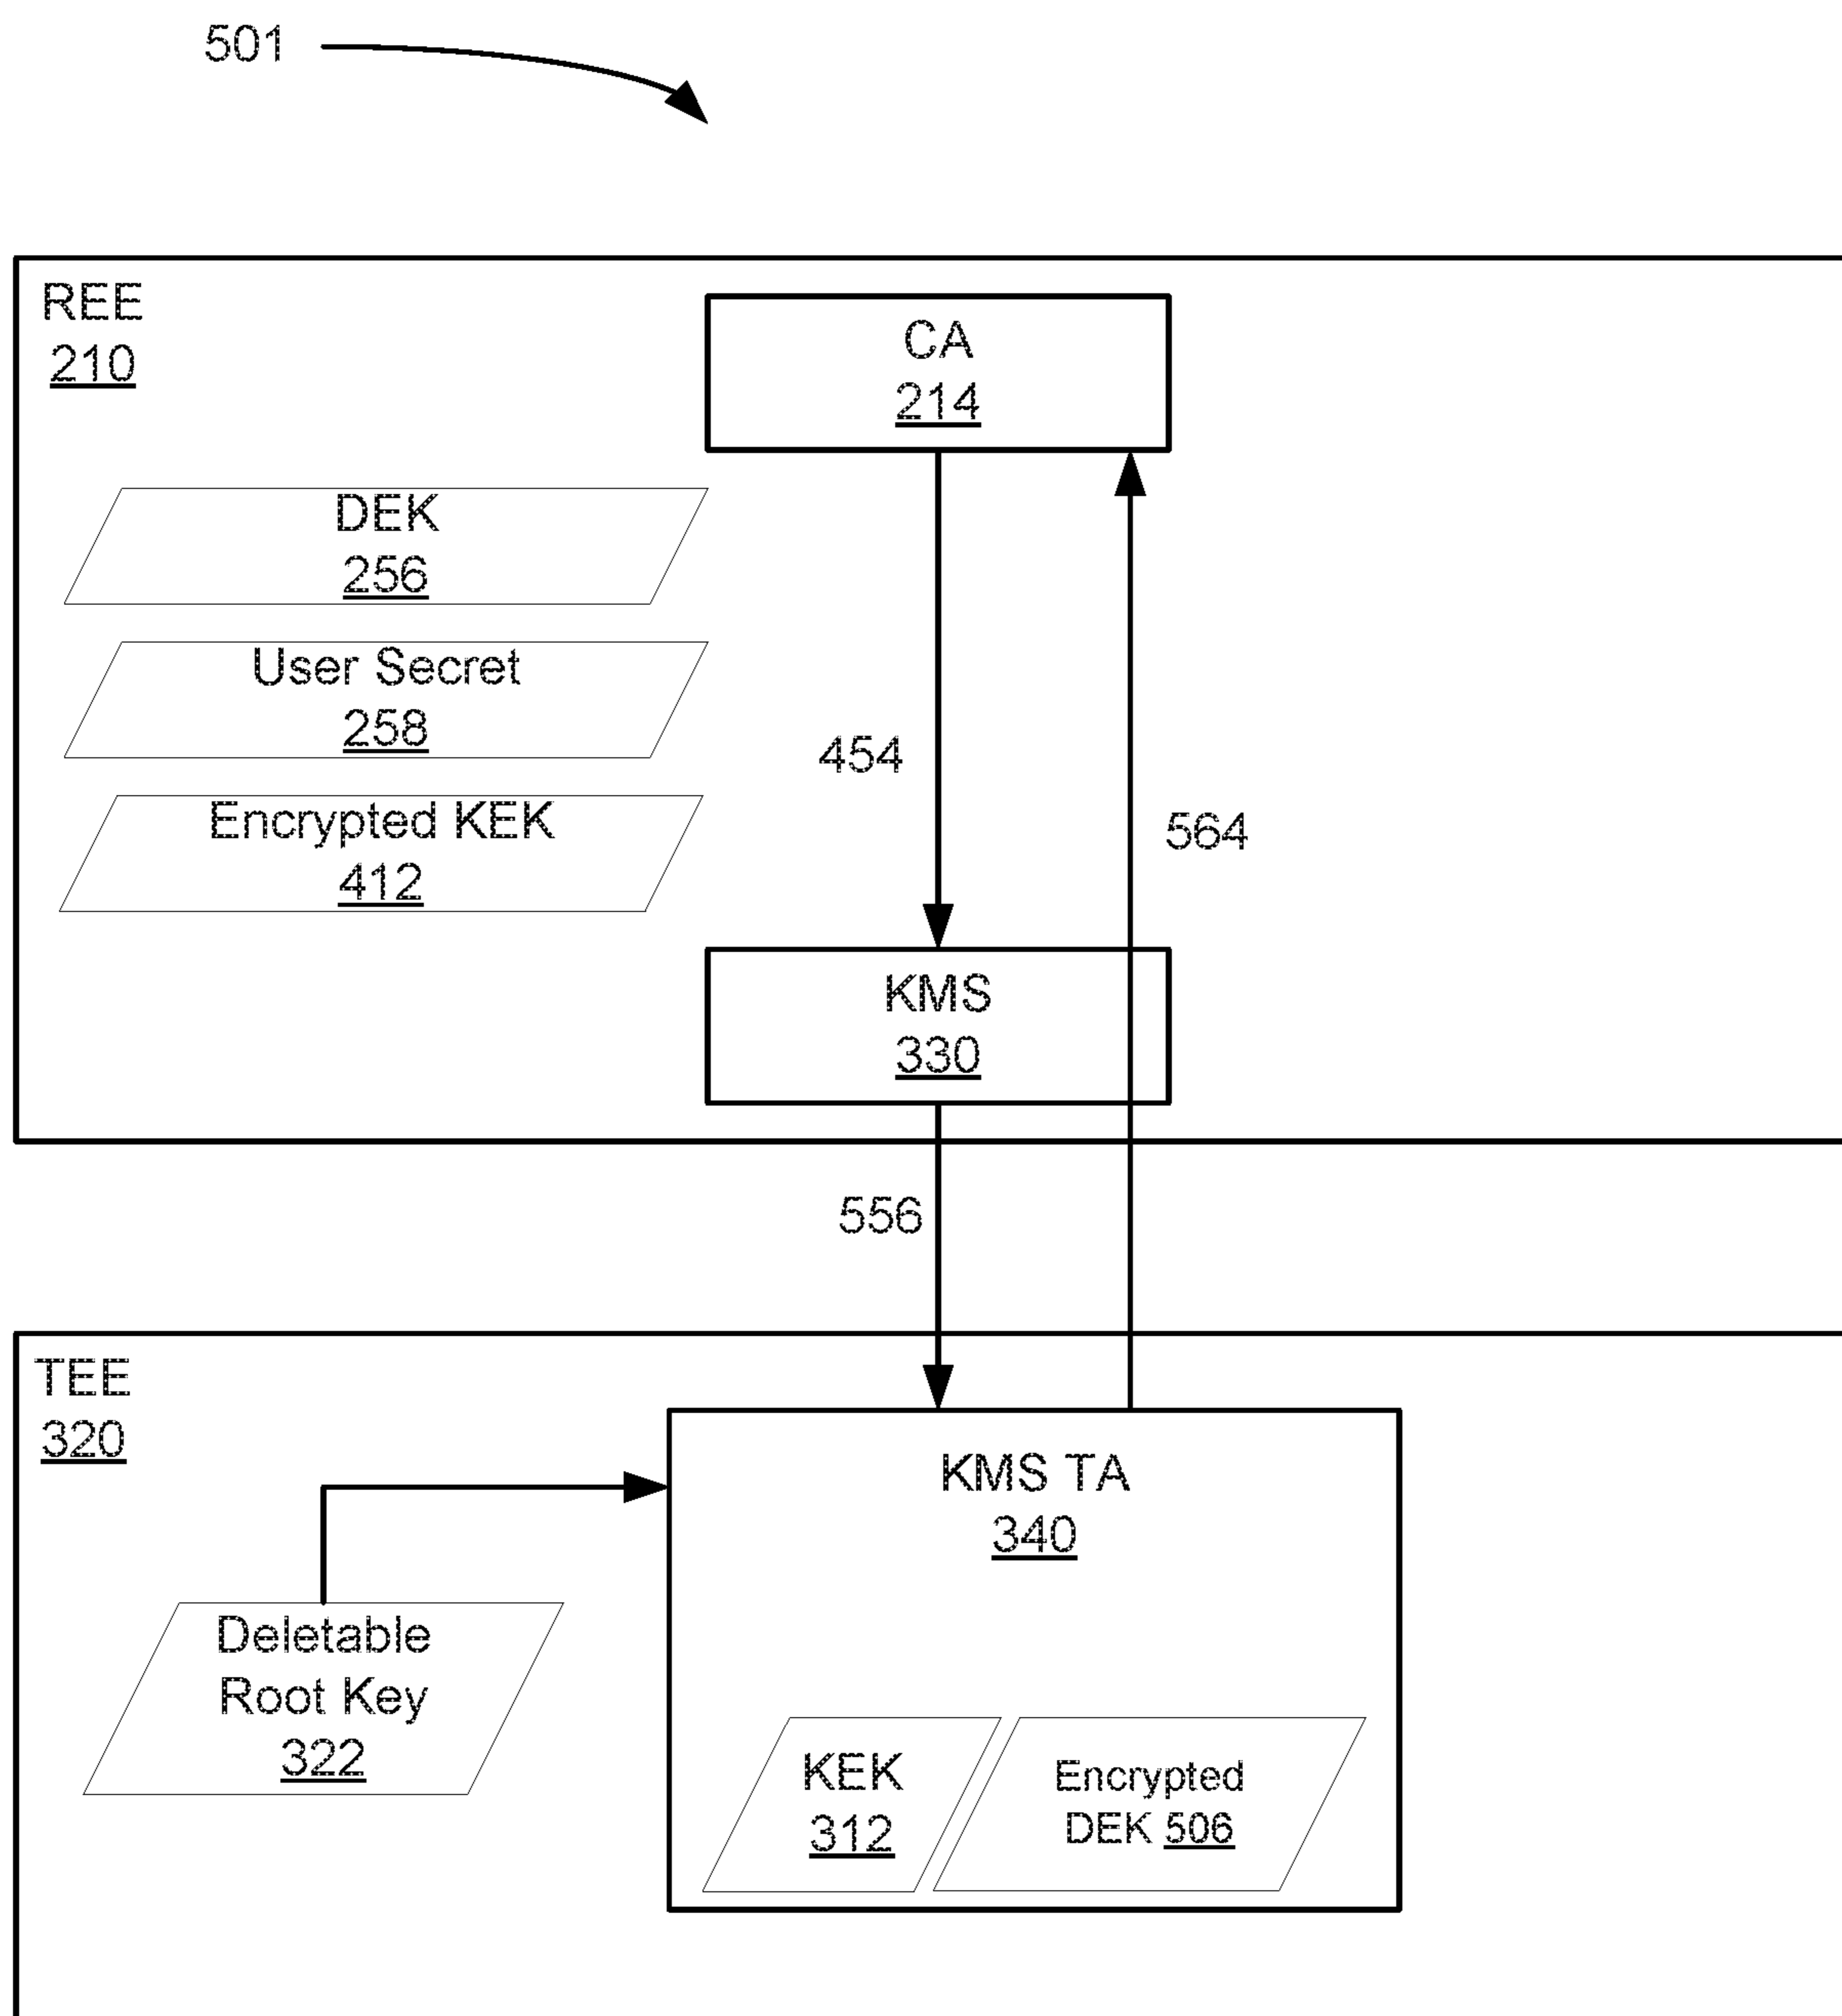 501
REE
210
CA
214
DEK
256
User Secret
258
Encrypted KEK
412
454
564
KMS
330
556
TEE
320
KMS TA
340
Deletable
Root Key
322
KEK
312
Encrypted
DEK 506